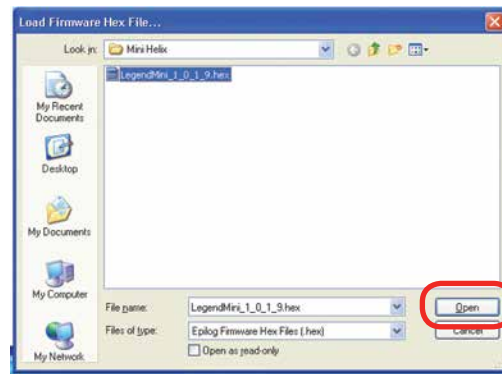 Load Firmware Hex File...
Look in: Mini Helix
LegendMini_1_0_1_9.hex
My Recent
Documents
Desktop
My Documents
My Computer
My Network
File name: LegendMini_1_0_1_9.hex Open
Files of type: Epilog Firmware Hex Files (.hex) Cancel
Open as read-only